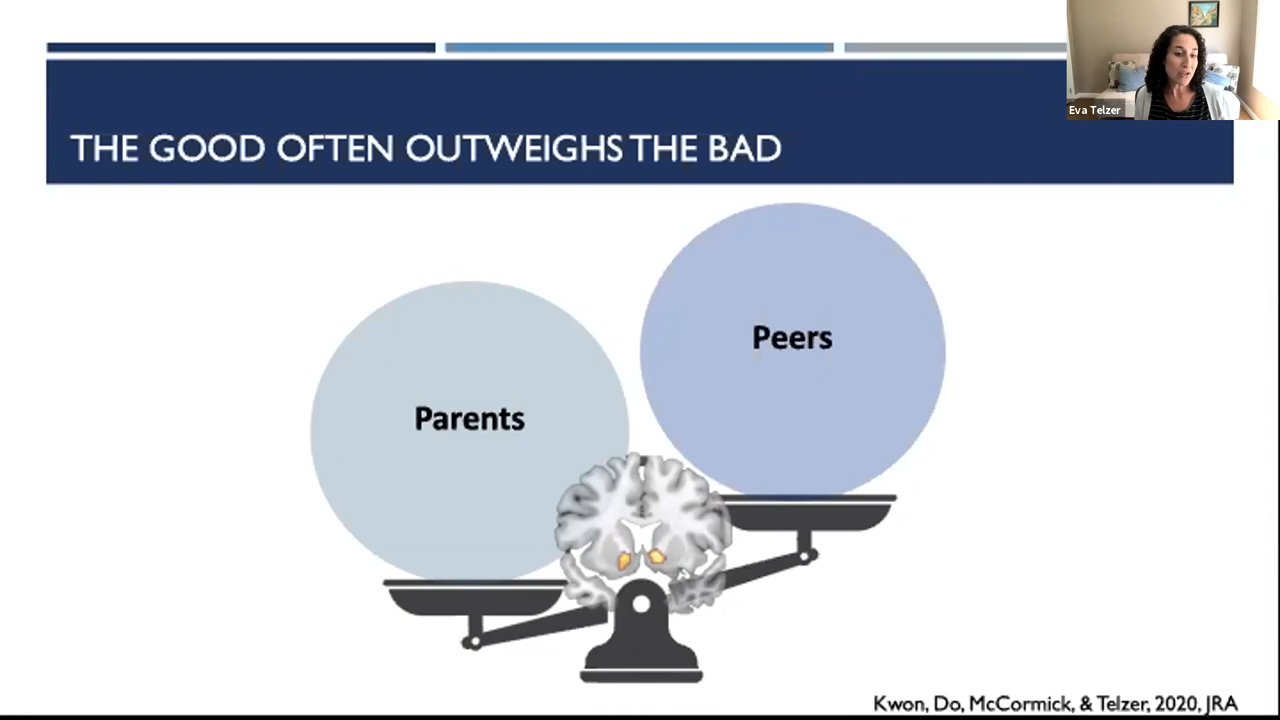 Eva Telzer
THE GOOD OFTEN OUTWEIGHS THE BAD
Peers
Parents
Kwon, Do, McCormick, & Telzer, 2020, JRA